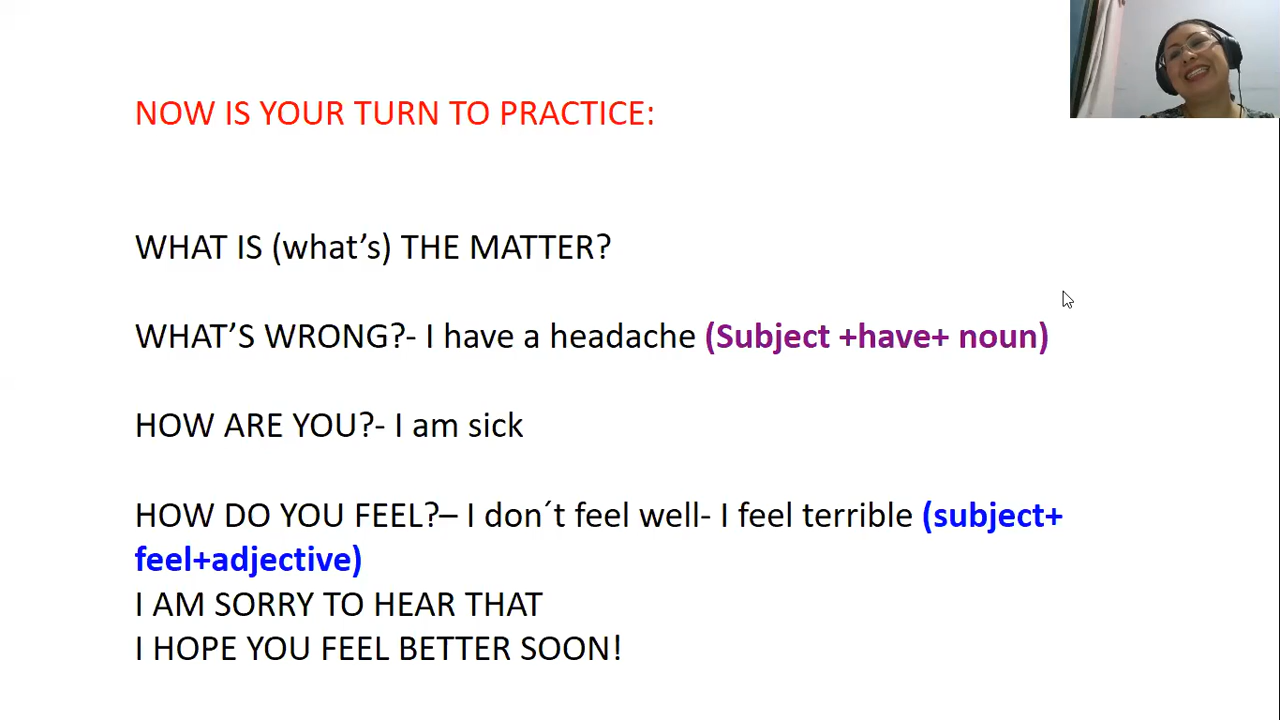 NOW IS YOUR TURN TO PRACTICE:
WHAT IS (what’s) THE MATTER?
WHAT’S WRONG?- I have a headache (Subject +have+ noun)
HOW ARE YOU?- I am sick
HOW DO YOU FEEL?– I don´t feel well- I feel terrible (subject+
feel+adjective)
I AM SORRY TO HEAR THAT
I HOPE YOU FEEL BETTER SOON!